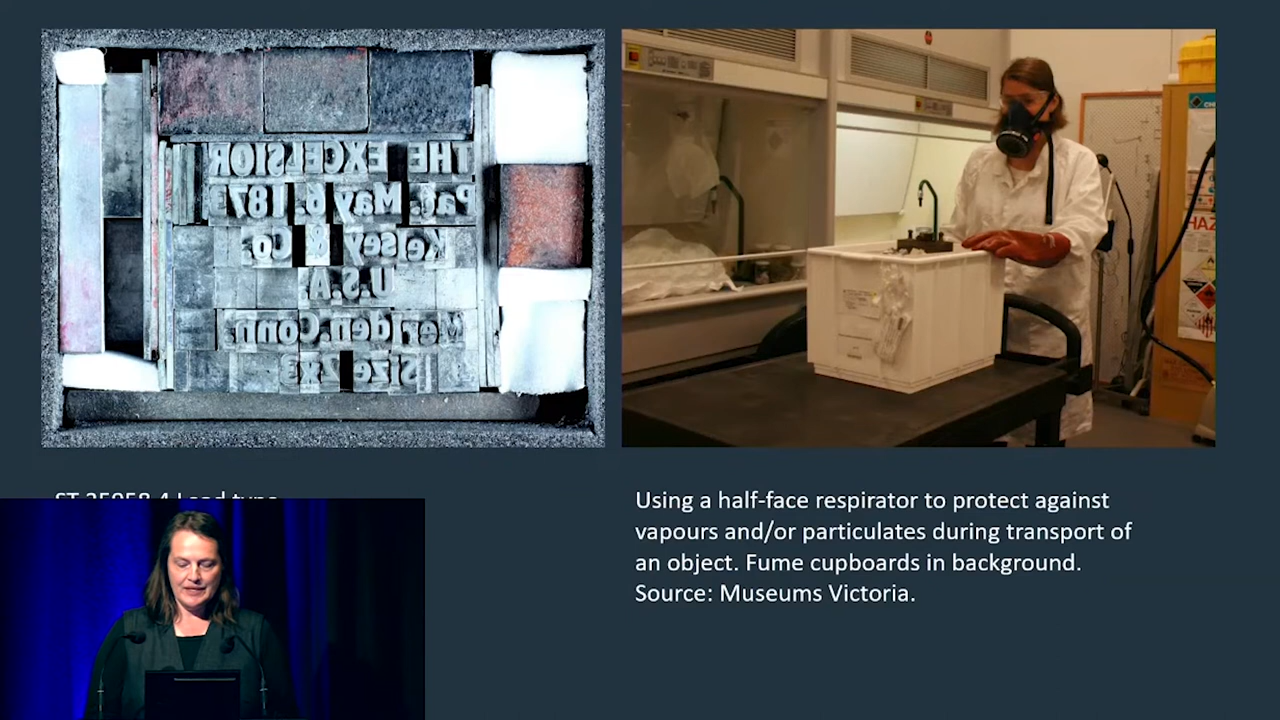 THE EXCELSIOR
Pat. May 6. 1873
Kelsey & Co.
U.S.A.
Meriden. Conn.
Size 2x3
HAZ
Using a half-face respirator to protect against
vapours and/or particulates during transport of
an object. Fume cupboards in background.
Source: Museums Victoria.